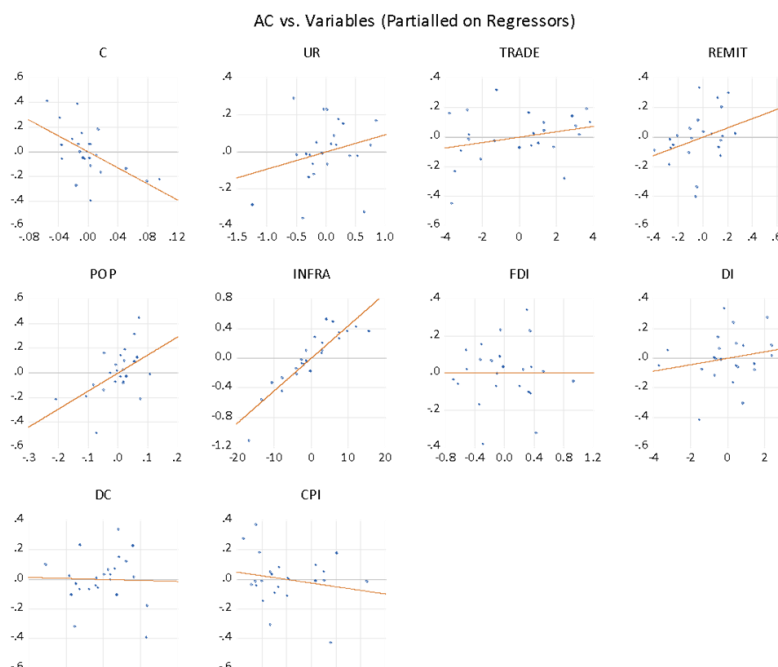 AC vs. Variables (Partialled on Regressors)
C UR TRADE REMIT
.6 .4 .4 .4
.4
.2 .2 .2
.2
.0 .0 .0 .0
-.2
.2 .2 .2
-.4
-.6 -.4 .6 .6
-.08 -.04 .00 .04 .08 .12
-1.5 -1.0 -0.5 0.0 0.5 1.0
-4 -2 0 2 4
-.4 -.2 .0 .2 .4 .6
POP INFRA FDI DI
.6 0.8 .4 .4
.4 0.4
.2 .2 .2
.0 0.0 .0 .0
.2 -0.4
.4 -0.8 .2 .2
.6 -1.2 -.4 -.4
-.3 -.2 -.1 .0 .1 .2
-20 -10 0 10 20
-0.8 -0.4 0.0 0.4 0.8 1.2
-4 -2 0 2
DC CPI
.4 .4
.2 .2
.0 .0
-.2 -.2
-.4 -.4
-.6 -.6